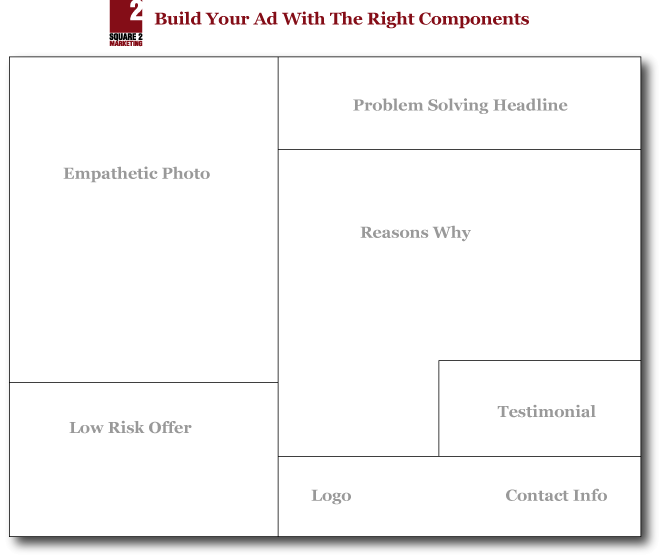 2
SQUARE 2
MARKETING
Build Your Ad With The Right Components
Empathetic Photo
Problem Solving Headline
Reasons Why
Testimonial
Low Risk Offer
Logo
Contact Info